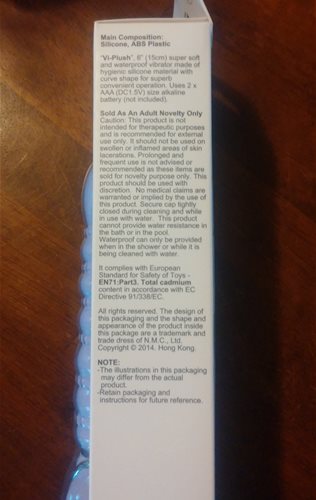 Main Composition:
Silicone, ABS Plastic
"Vi-Plush", 6" (15cm) super soft
and waterproof vibrator made of
hygienic silicone material with
curve shape for superb
convenient operation. Uses 2 x
AAA (DC1.5V) size alkaline
battery (not included).
Sold As An Adult Novelty Only
Caution: This product is not
intended for therapeutic purposes
and is recommended for external
use only. It should not be used on
swollen or inflamed areas of skin
lacerations. Prolonged and
frequent use is not advised or
recommended as these items are
sold for novelty purpose only. This
product should be used with
discretion. No medical claims are
warranted or implied by the use of
this product. Secure cap tightly
closed during cleaning and while
in use with water. This product
cannot provide water resistance in
the bath or in the pool.
Waterproof can only be provided
when in the shower or while it is
being cleaned with water.
It complies with European
Standard for Safety of Toys -
EN71:Part3. Total cadmium
content in accordance with EC
Directive 91/338/EC.
All rights reserved. The design of
this packaging and the shape and
appearance of the product inside
this package are a trademark and
trade dress of N.M.C., Ltd.
Copyright © 2014. Hong Kong.
NOTE:
-The illustrations in this packaging
may differ from the actual
product.
-Retain packaging and
instructions for future reference.